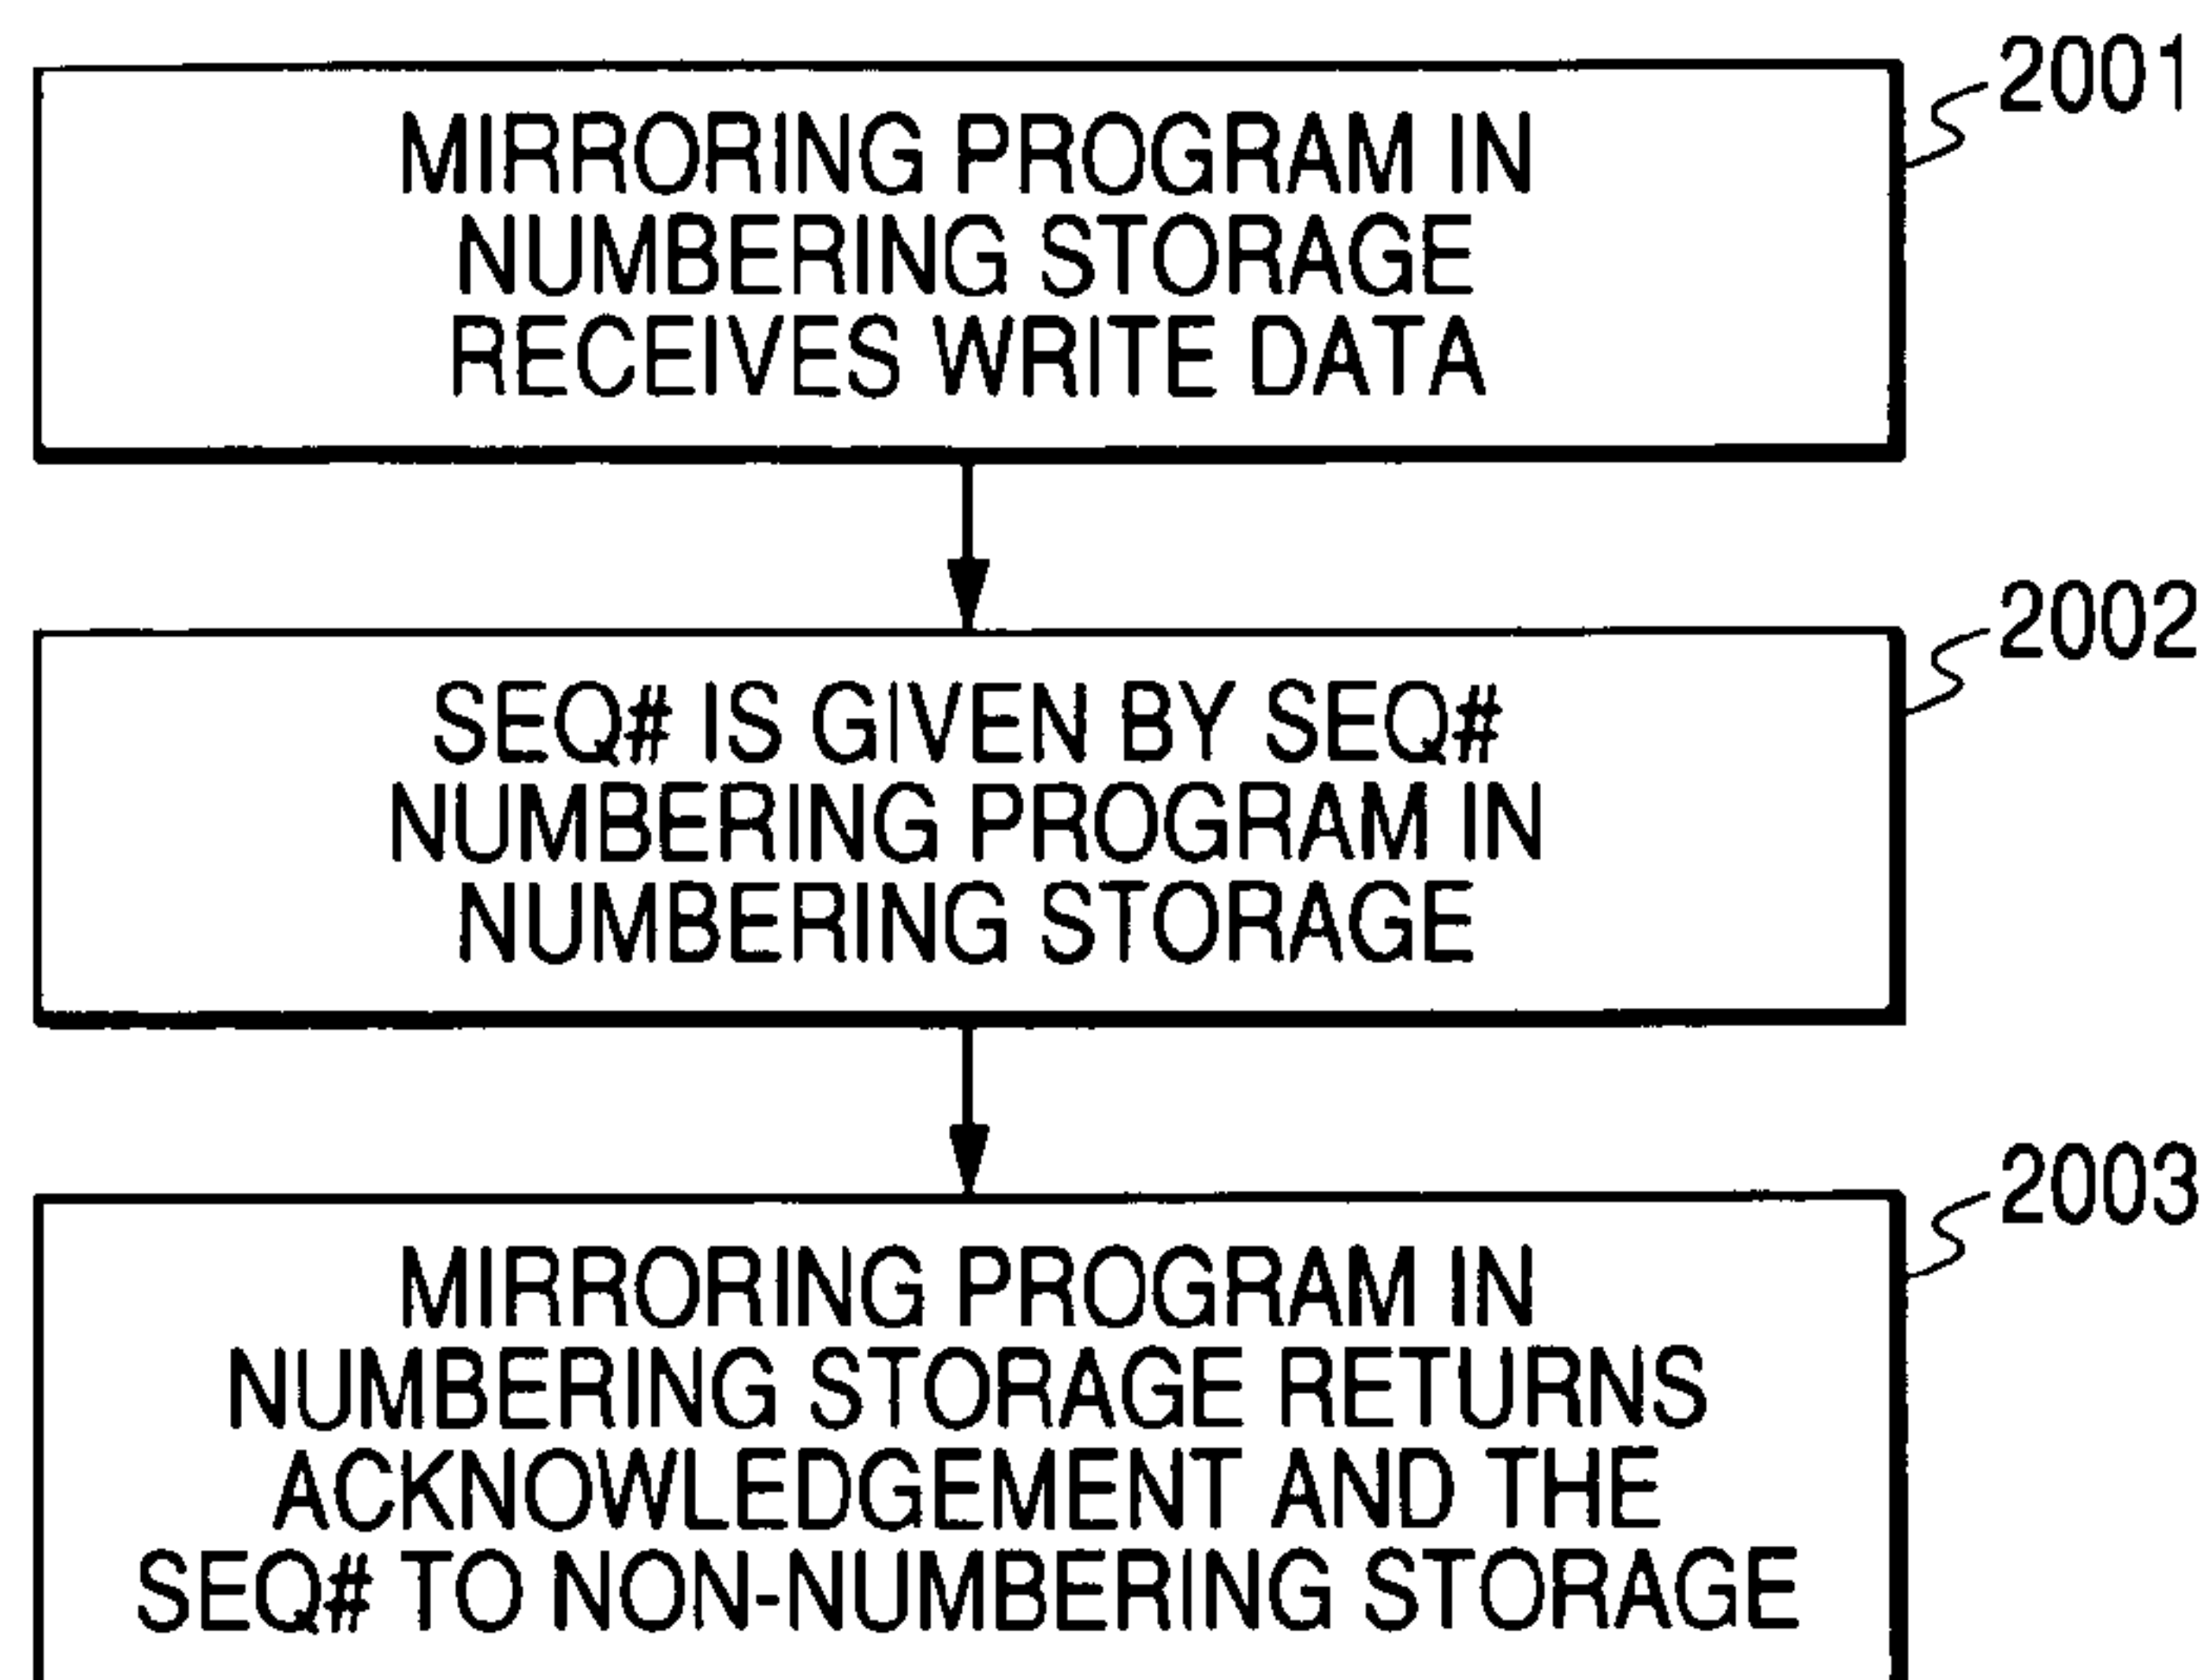 2001
MIRRORING PROGRAM IN
NUMBERING STORAGE
RECEIVES WRITE DATA
2002
SEQ# IS GIVEN BY SEQ#
NUMBERING PROGRAM IN
NUMBERING STORAGE
2003
MIRRORING PROGRAM IN
NUMBERING STORAGE RETURNS
ACKNOWLEDGEMENT AND THE
SEQ# TO NON-NUMBERING STORAGE